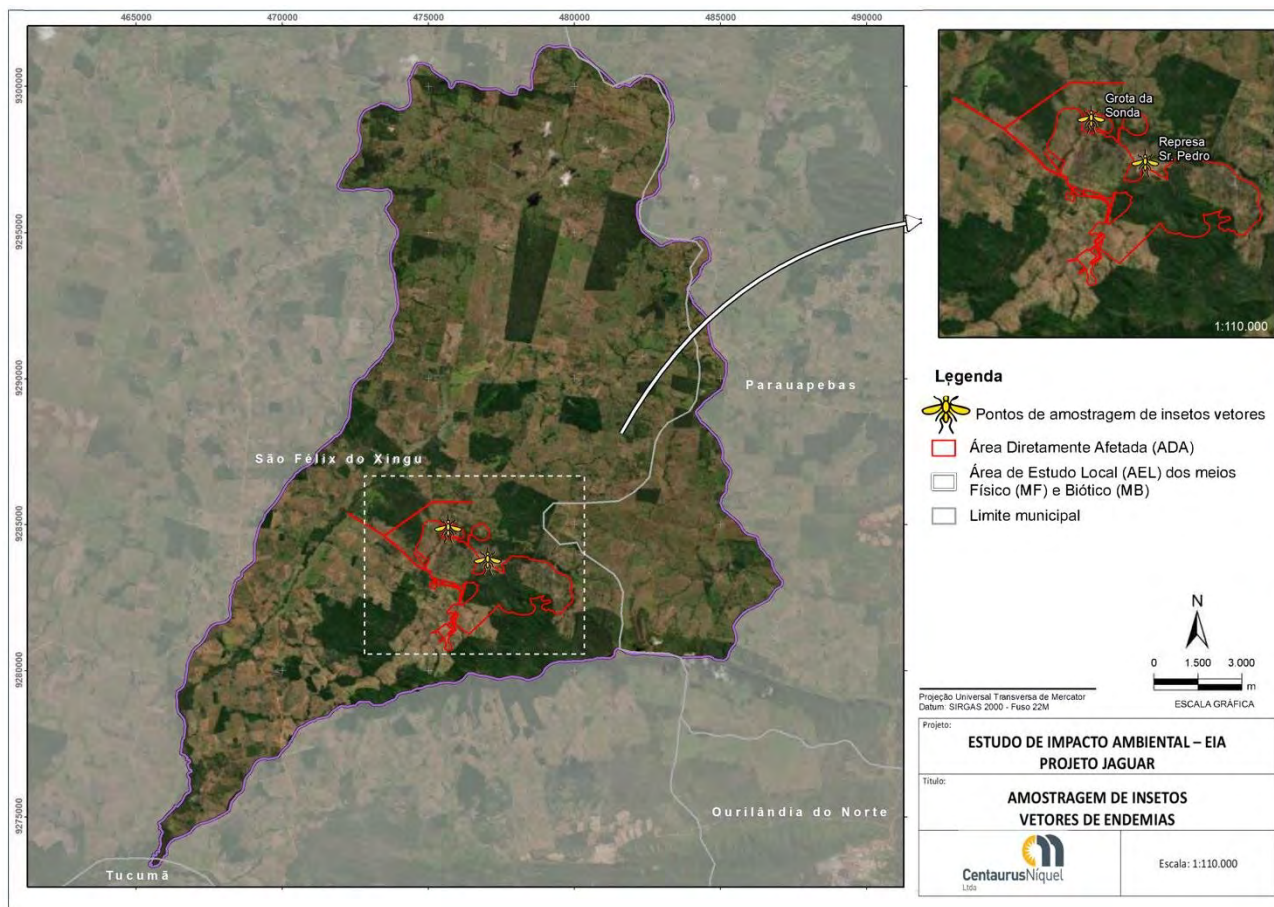 465000
470000
475000
480000
485000
490000
9300000
9295000
9290000
9285000
9280000
9275000
Parauapebas
São Félix do Xingu
Ourilândia do Norte
Tucumã
Grota da
Sonda
Represa
Sr. Pedro
1:110.000
Legenda
Pontos de amostragem de insetos vetores
Área Diretamente Afetada (ADA)
Área de Estudo Local (AEL) dos meios
Físico (MF) e Biótico (MB)
Limite municipal
N
0 1.500 3.000
m
ESCALA GRÁFICA
Projeção Universal Transversa de Mercator
Datum: SIRGAS 2000 - Fuso 22M
Projeto:
ESTUDO DE IMPACTO AMBIENTAL – EIA
PROJETO JAGUAR
Título:
AMOSTRAGEM DE INSETOS
VETORES DE ENDEMIAS
CentaurusNíquel
Ltda
Escala: 1:110.000